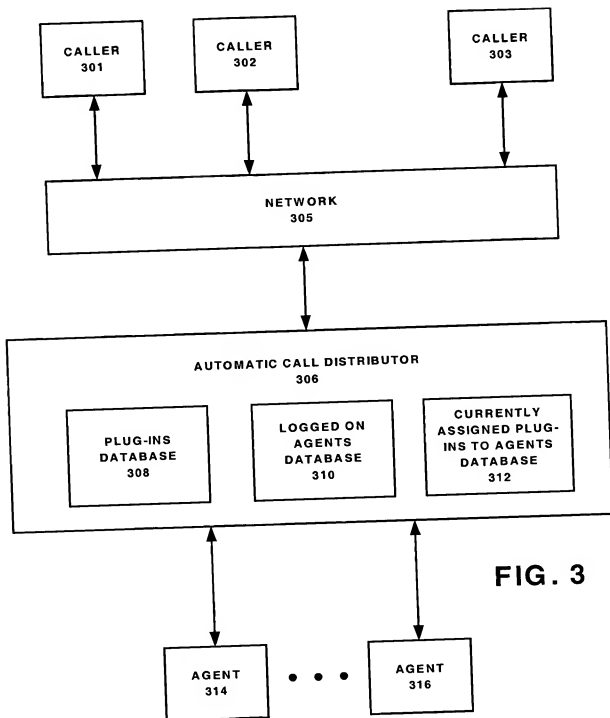 CALLER
301
CALLER
302
CALLER
303
NETWORK
305
AUTOMATIC CALL DISTRIBUTOR
306
PLUG-INS
DATABASE
308
LOGGED ON
AGENTS
DATABASE
310
CURRENTLY
ASSIGNED PLUG-
INS TO AGENTS
DATABASE
312
FIG. 3
AGENT
314
AGENT
316